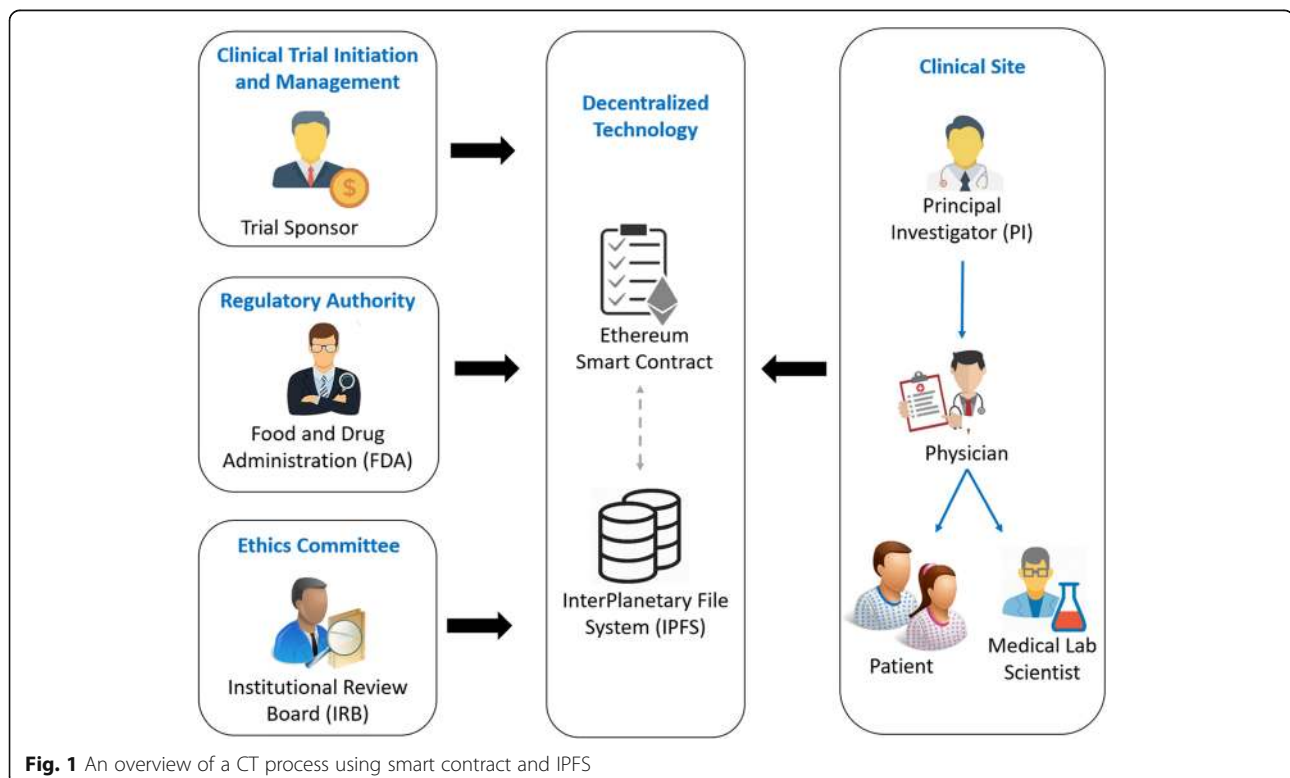 Clinical Trial Initiation
and Management
$
Trial Sponsor
Regulatory Authority
Food and Drug
Administration (FDA)
Ethics Committee
Institutional Review
Board (IRB)
Decentralized
Technology
Ethereum
Smart Contract
InterPlanetary File
System (IPFS)
Clinical Site
Principal
Investigator (PI)
Physician
Patient
Medical Lab
Scientist
Fig. 1 An overview of a CT process using smart contract and IPFS